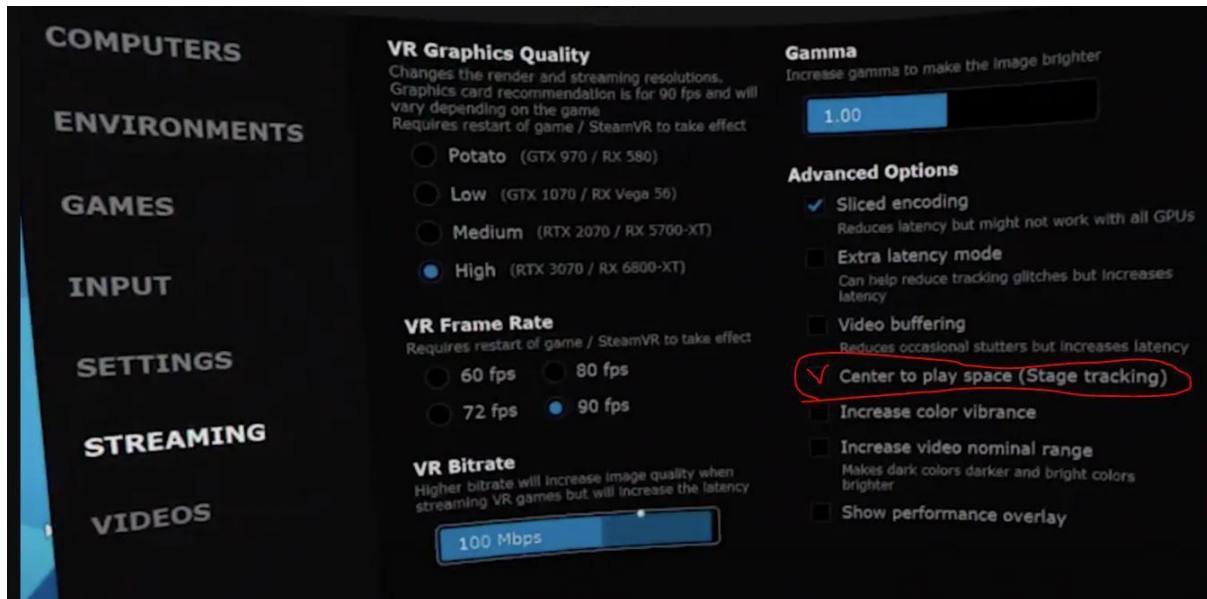 COMPUTERS
ENVIRONMENTS
GAMES
INPUT
SETTINGS
STREAMING
VIDEOS
VR Graphics Quality
Changes the render and streaming resolutions.
Graphics card recommendation is for 90 fps and will
vary depending on the game
Requires restart of game / SteamVR to take effect
Potato (GTX 970 / RX 580)
Low (GTX 1070 / RX Vega 56)
Medium (RTX 2070 / RX 5700-XT)
High (RTX 3070 / RX 6800-XT)
VR Frame Rate
Requires restart of game / SteamVR to take effect
60 fps 80 fps
72 fps 90 fps
VR Bitrate
Higher bitrate will increase image quality when
streaming VR games but will increase the latency
100 Mbps
Gamma
Increase gamma to make the image brighter
1.00
Advanced Options
Sliced encoding
Reduces latency but might not work with all GPUs
Extra latency mode
Can help reduce tracking glitches but increases
latency
Video buffering
Reduces occasional stutters but increases latency
Center to play space (Stage tracking)
Increase color vibrance
Increase video nominal range
Makes dark colors darker and bright colors
brighter
Show performance overlay